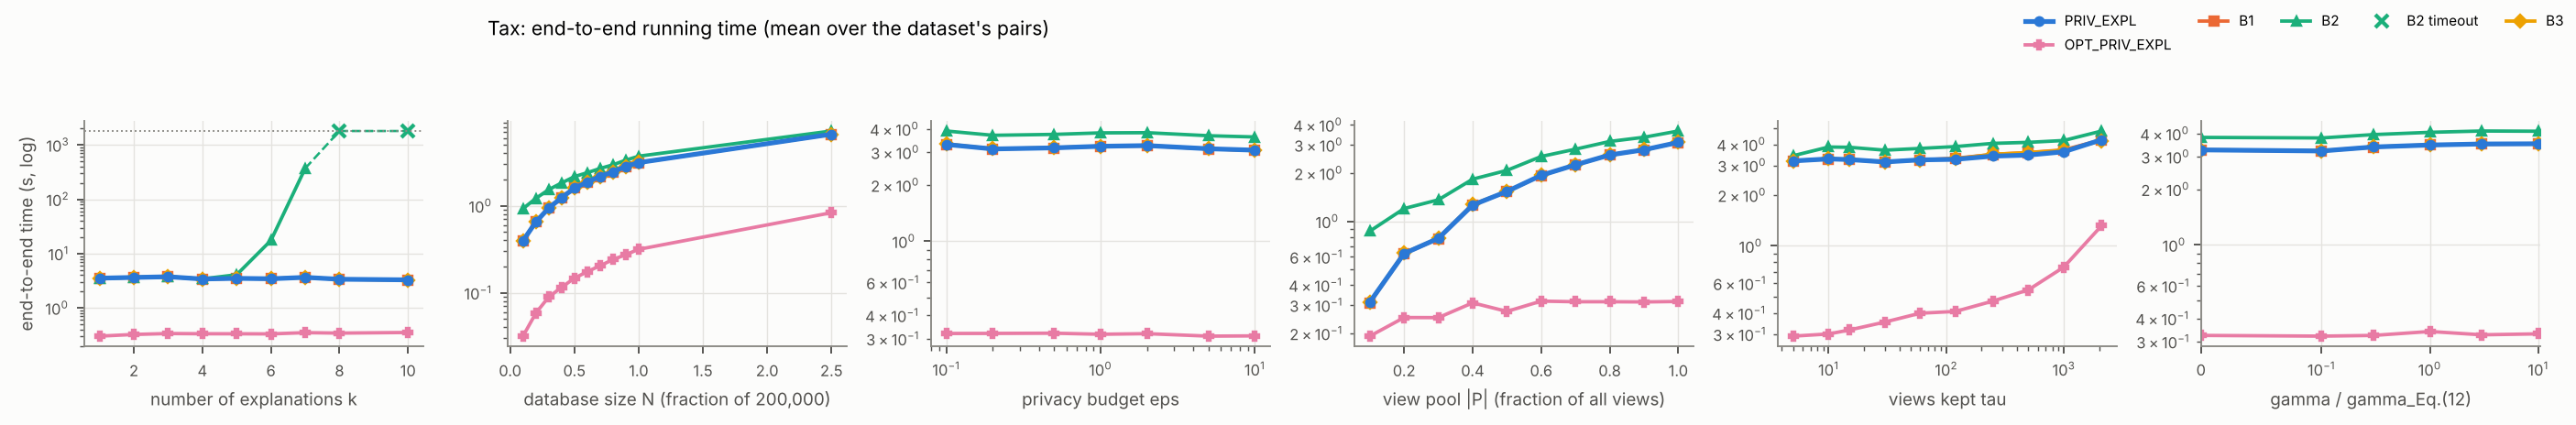 Tax: end-to-end running time (mean over the dataset's pairs)
PRIV_EXPL B1 B2 B2 timeout B3
OPT_PRIV_EXPL
end-to-end time (s, log)
10³
10²
10¹
10⁰
2 4 6 8 10
number of explanations k
10⁰
10⁻¹
0.0 0.5 1.0 1.5 2.0 2.5
database size N (fraction of 200,000)
4 × 10⁰
3 × 10⁰
2 × 10⁰
10⁰
6 × 10⁻¹
4 × 10⁻¹
3 × 10⁻¹
10⁻¹ 10⁰ 10¹
privacy budget eps
4 × 10⁰
3 × 10⁰
2 × 10⁰
10⁰
6 × 10⁻¹
4 × 10⁻¹
3 × 10⁻¹
2 × 10⁻¹
0.2 0.4 0.6 0.8 1.0
view pool |P| (fraction of all views)
4 × 10⁰
3 × 10⁰
2 × 10⁰
10⁰
6 × 10⁻¹
4 × 10⁻¹
3 × 10⁻¹
10¹ 10² 10³
views kept tau
4 × 10⁰
3 × 10⁰
2 × 10⁰
10⁰
6 × 10⁻¹
4 × 10⁻¹
3 × 10⁻¹
0 10⁻¹ 10⁰ 10¹
gamma / gamma_Eq.(12)